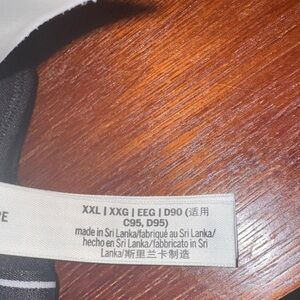 XXL | XXG | EEG | D90 (适用
C95, D95)
made in Sri Lanka/fabriqué au Sri Lanka/
hecho en Sri Lanka/fabbricato in Sri
Lanka/斯里兰卡制造